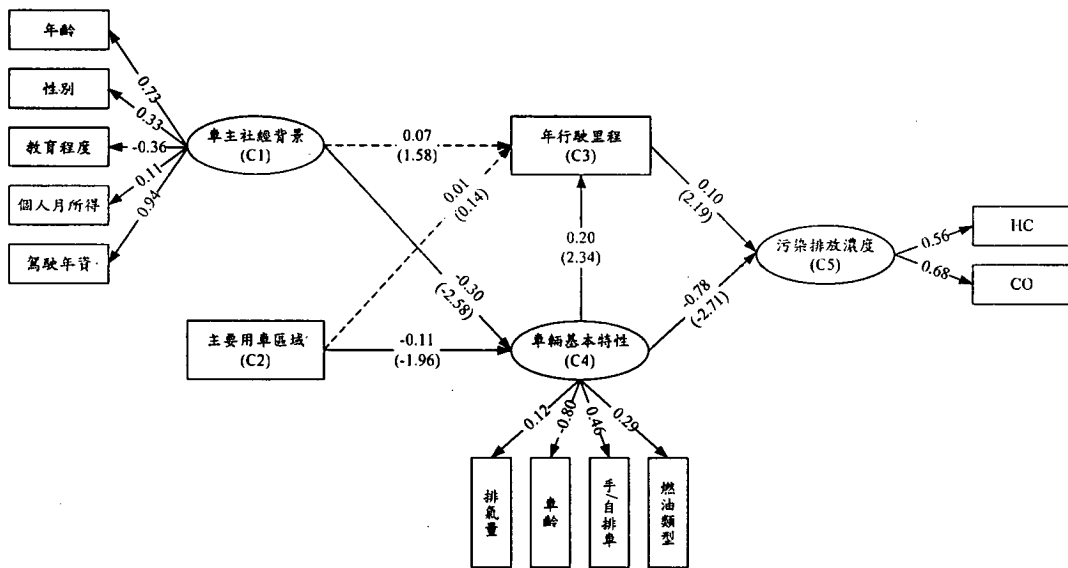 年齡
性別
教育程度
個人月所得
駕駛年資
0.73
0.33
-0.36
0.11
0.94
車主社經背景
(C1)
0.07
(1.58)
0.01
(0.14)
-0.30
(-2.58)
主要用車區域
(C2)
-0.11
(-1.96)
年行駛里程
(C3)
0.20
(2.34)
車輛基本特性
(C4)
0.10
(2.19)
-0.78
(-2.71)
污染排放濃度
(C5)
0.56
0.68
HC
CO
0.12
-0.80
0.46
0.29
排氣量
車齡
手/自排車
燃油類型